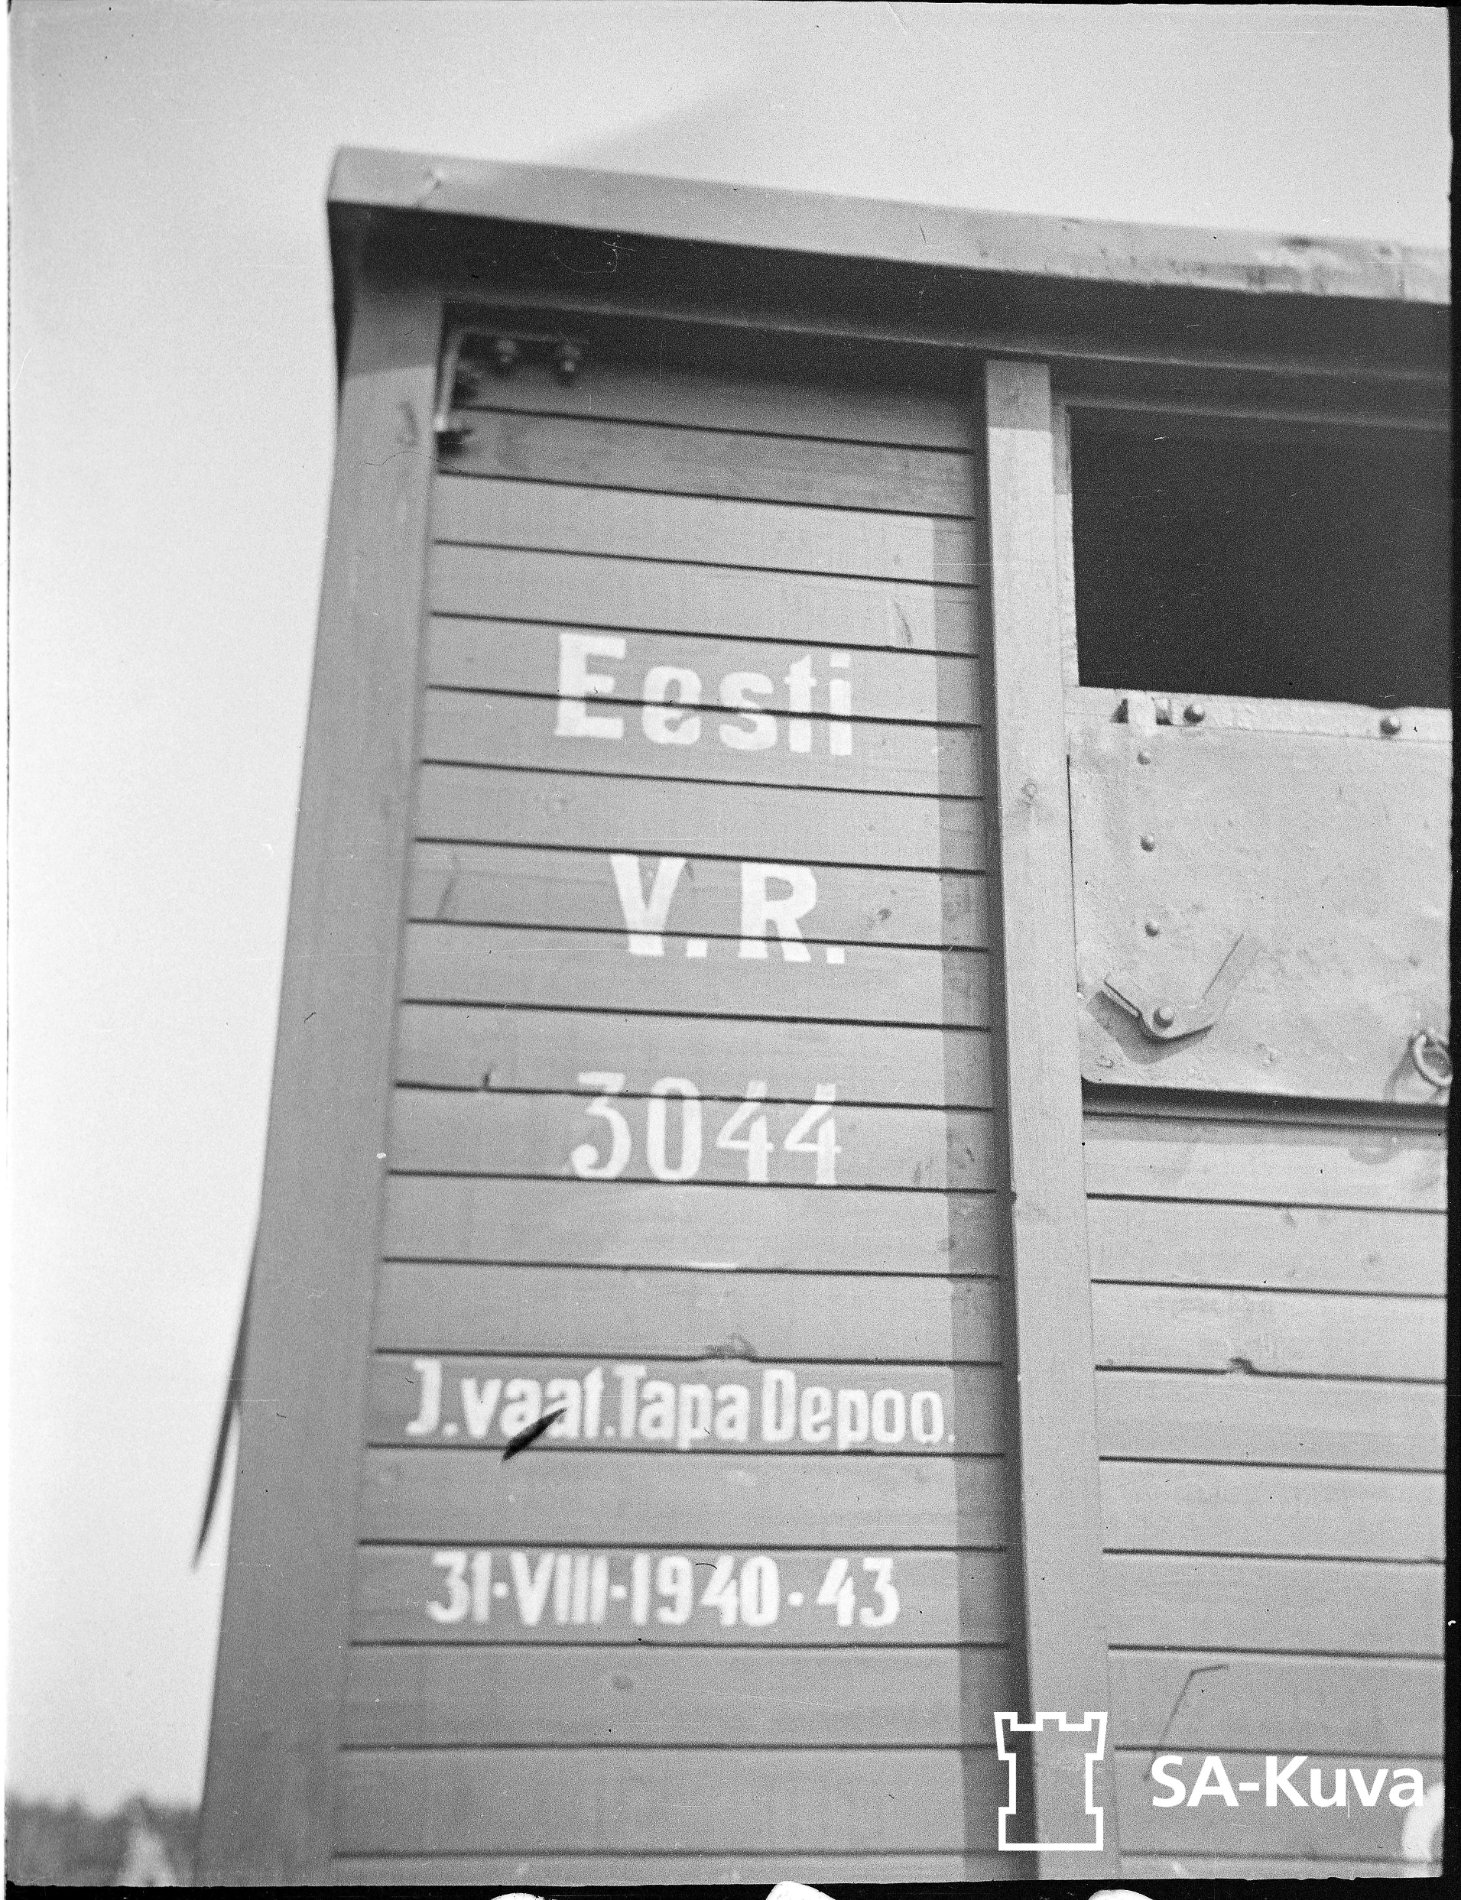 Eesti
V.R.
3044
J.vaat.Tapa Depoo.
31·VIII·1940·43
SA-Kuva